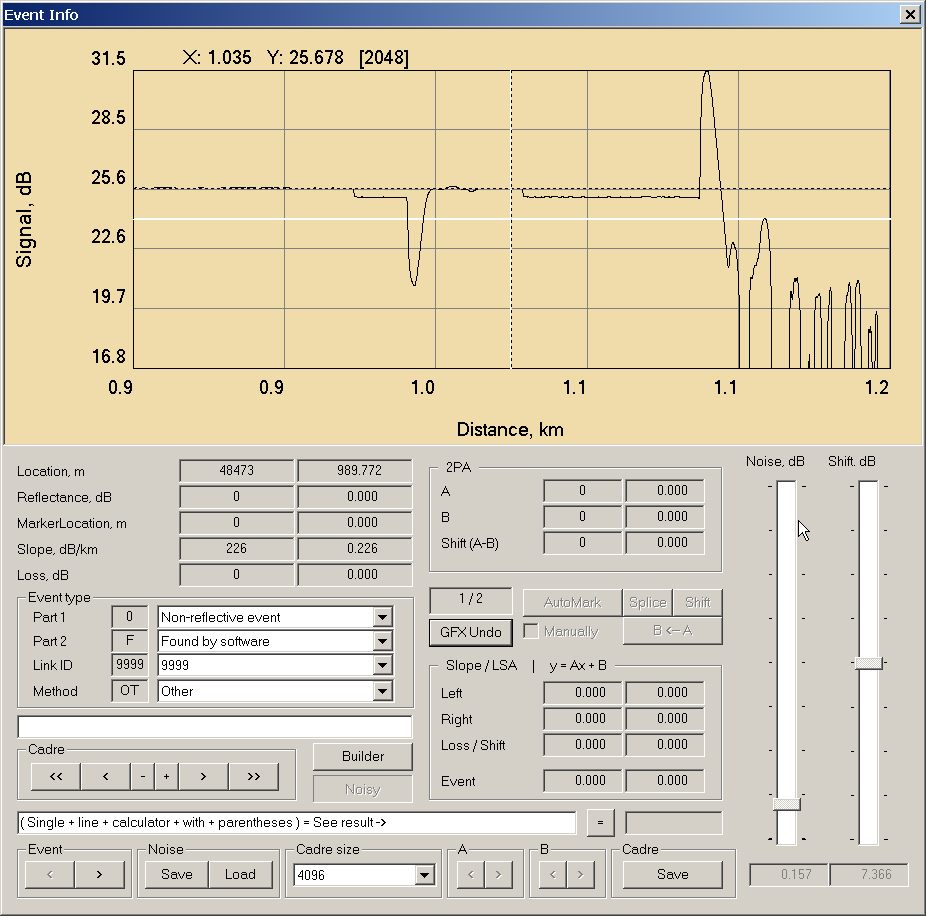 Event Info
X: 1.035 Y: 25.678 [2048]
31.5
28.5
25.6
22.6
19.7
16.8
Signal, dB
0.9 0.9 1.0 1.1 1.1 1.2
Distance, km
Location, m 48473 989.772
Reflectance, dB 0 0.000
MarkerLocation, m 0 0.000
Slope, dB/km 226 0.226
Loss, dB 0 0.000
Event type
Part 1 0 Non-reflective event
Part 2 F Found by software
Link ID 9999 9999
Method OT Other
Cadre
<< < - + > >>
Builder
Noisy
2PA
A 0 0.000
B 0 0.000
Shift (A-B) 0 0.000
1 / 2 AutoMark Splice Shift
GFX Undo Manually B <-- A
Slope / LSA | y = Ax + B
Left 0.000 0.000
Right 0.000 0.000
Loss / Shift 0.000 0.000
Event 0.000 0.000
Noise, dB Shift. dB
0.157 7.366
( Single + line + calculator + with + parentheses ) = See result -> =
Event
< >
Noise
Save Load
Cadre size
4096
A
< >
B
< >
Cadre
Save